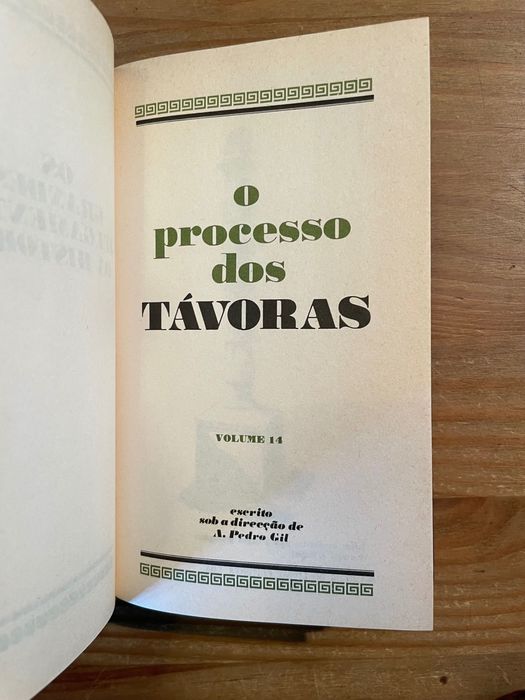 o
processo
dos
TÁVORAS
VOLUME 14
escrito
sob a direcção de
A. Pedro Gil